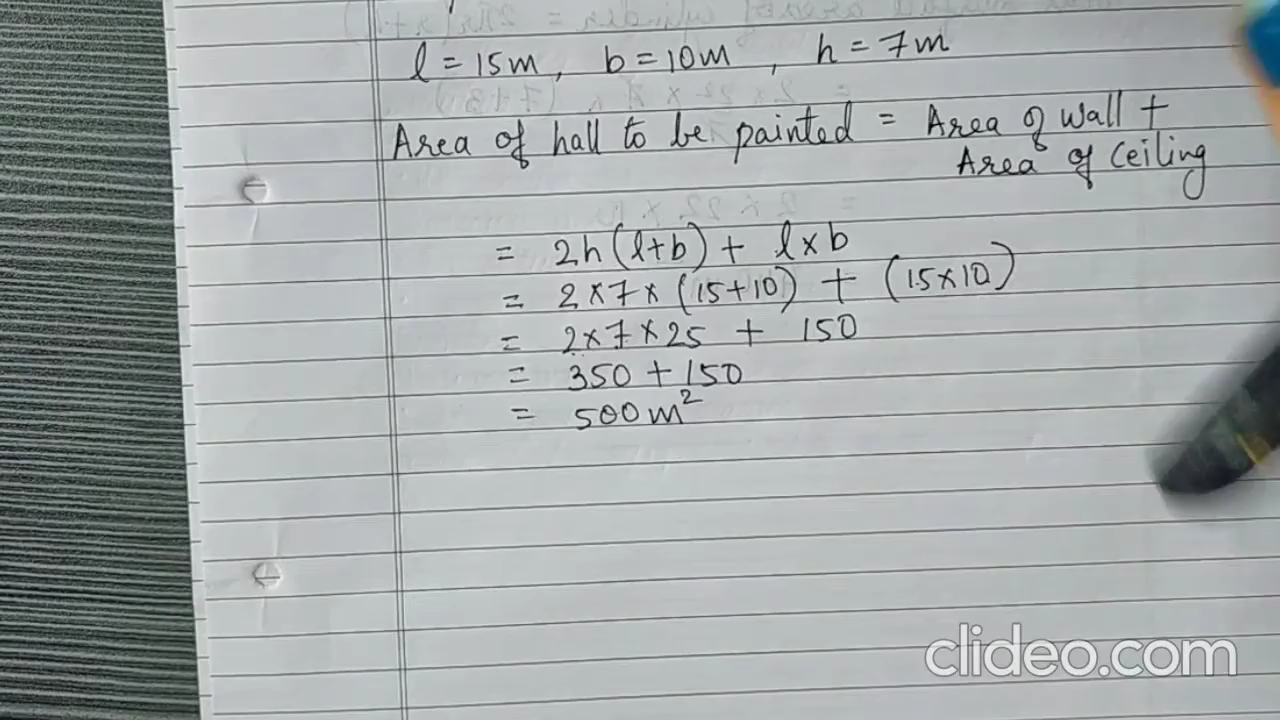 l = 15m, b = 10m, h = 7m
Area of hall to be painted = Area of wall +
Area of Ceiling
= 2h(l+b) + l×b
= 2×7×(15+10) + (15×10)
= 2×7×25 + 150
= 350 + 150
= 500m²
clideo.com